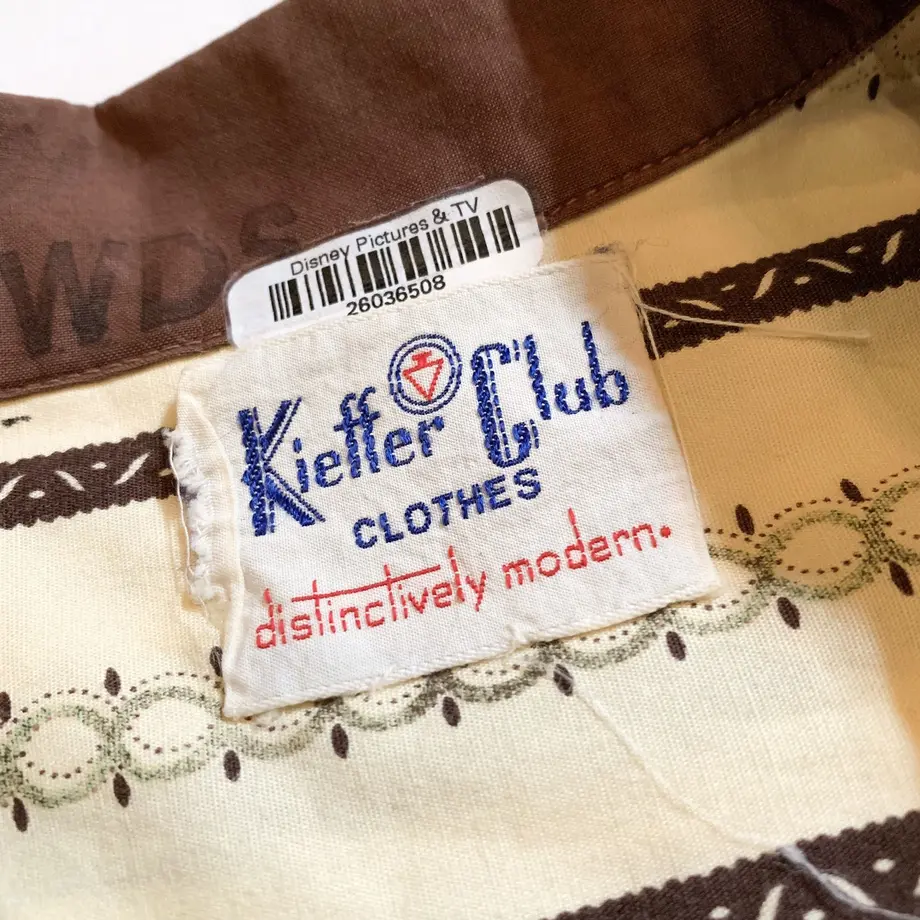 WDS
Disney Pictures & TV
26036508
Kieffer Club
CLOTHES
distinctively modern.